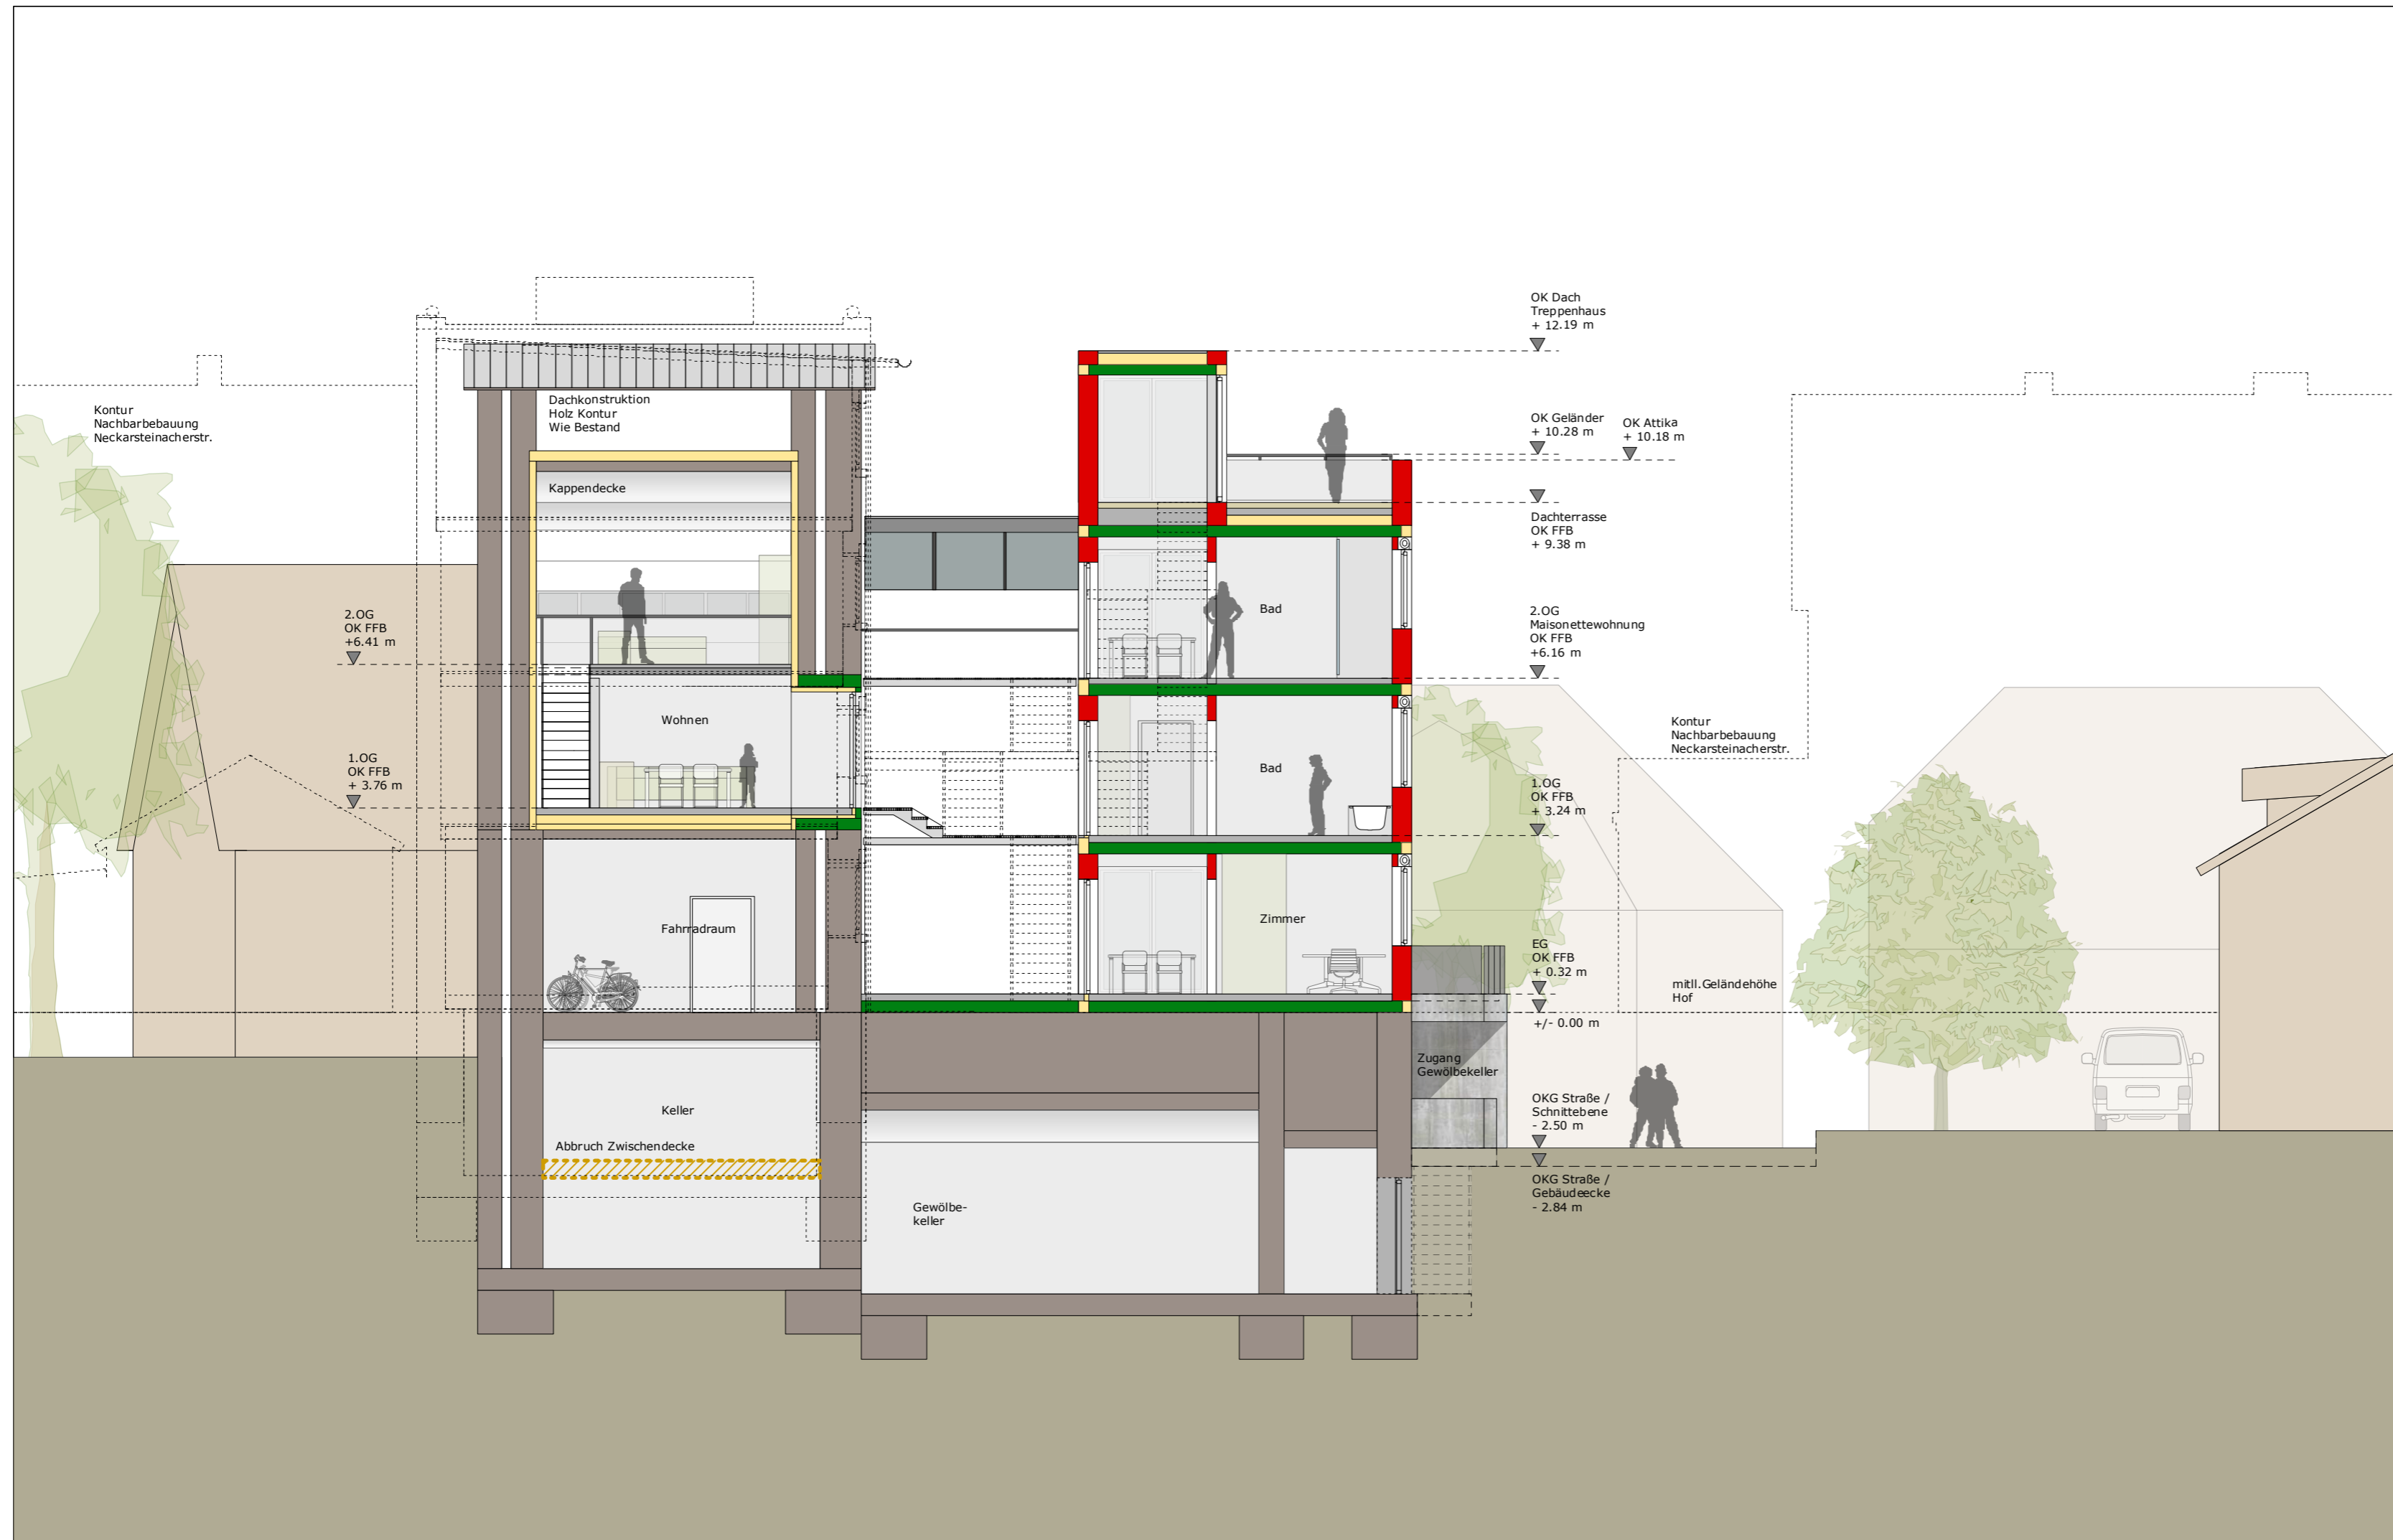 OK Dach
Treppenhaus
+ 12.19 m
Kontur
Nachbarbebauung
Neckarsteinacherstr.
Dachkonstruktion
Holz Kontur
Wie Bestand
OK Geländer
+ 10.28 m
OK Attika
+ 10.18 m
Kappendecke
Dachterrasse
OK FFB
+ 9.38 m
2.OG
OK FFB
+6.41 m
Bad
2.OG
Maisonettewohnung
OK FFB
+6.16 m
Wohnen
Kontur
Nachbarbebauung
Neckarsteinacherstr.
1.OG
OK FFB
+ 3.76 m
Bad
1.OG
OK FFB
+ 3.24 m
Fahrradraum
Zimmer
EG
OK FFB
+ 0.32 m
mitll.Geländehöhe
Hof
+/- 0.00 m
Zugang
Gewölbekeller
Keller
OKG Straße /
Schnittebene
- 2.50 m
Abbruch Zwischendecke
OKG Straße /
Gebäudeecke
- 2.84 m
Gewölbe-
keller